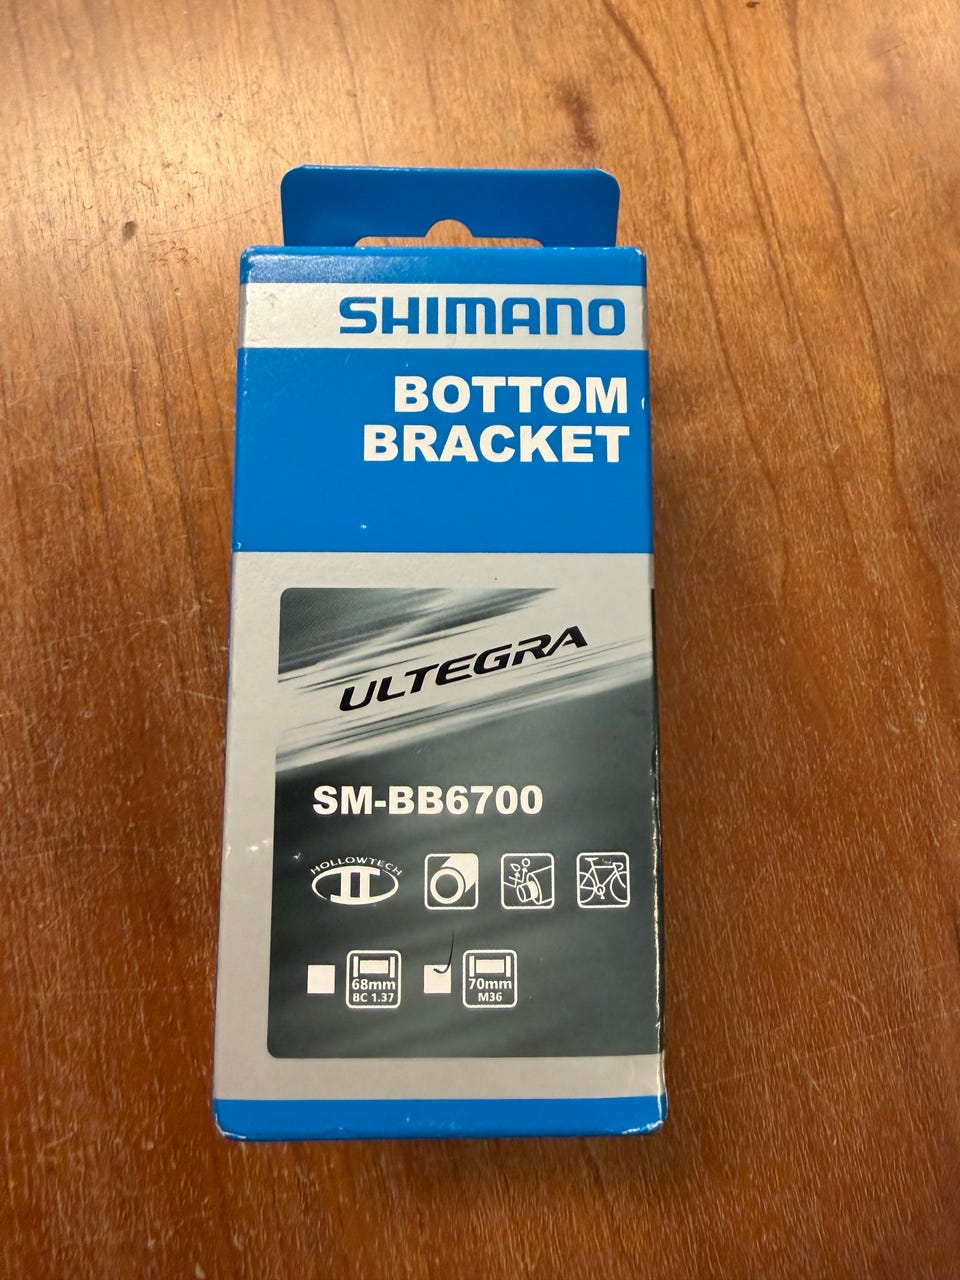 SHIMANO
BOTTOM
BRACKET
ULTEGRA
SM-BB6700
HOLLOWTECH
II
68mm
BC 1.37
70mm
M36